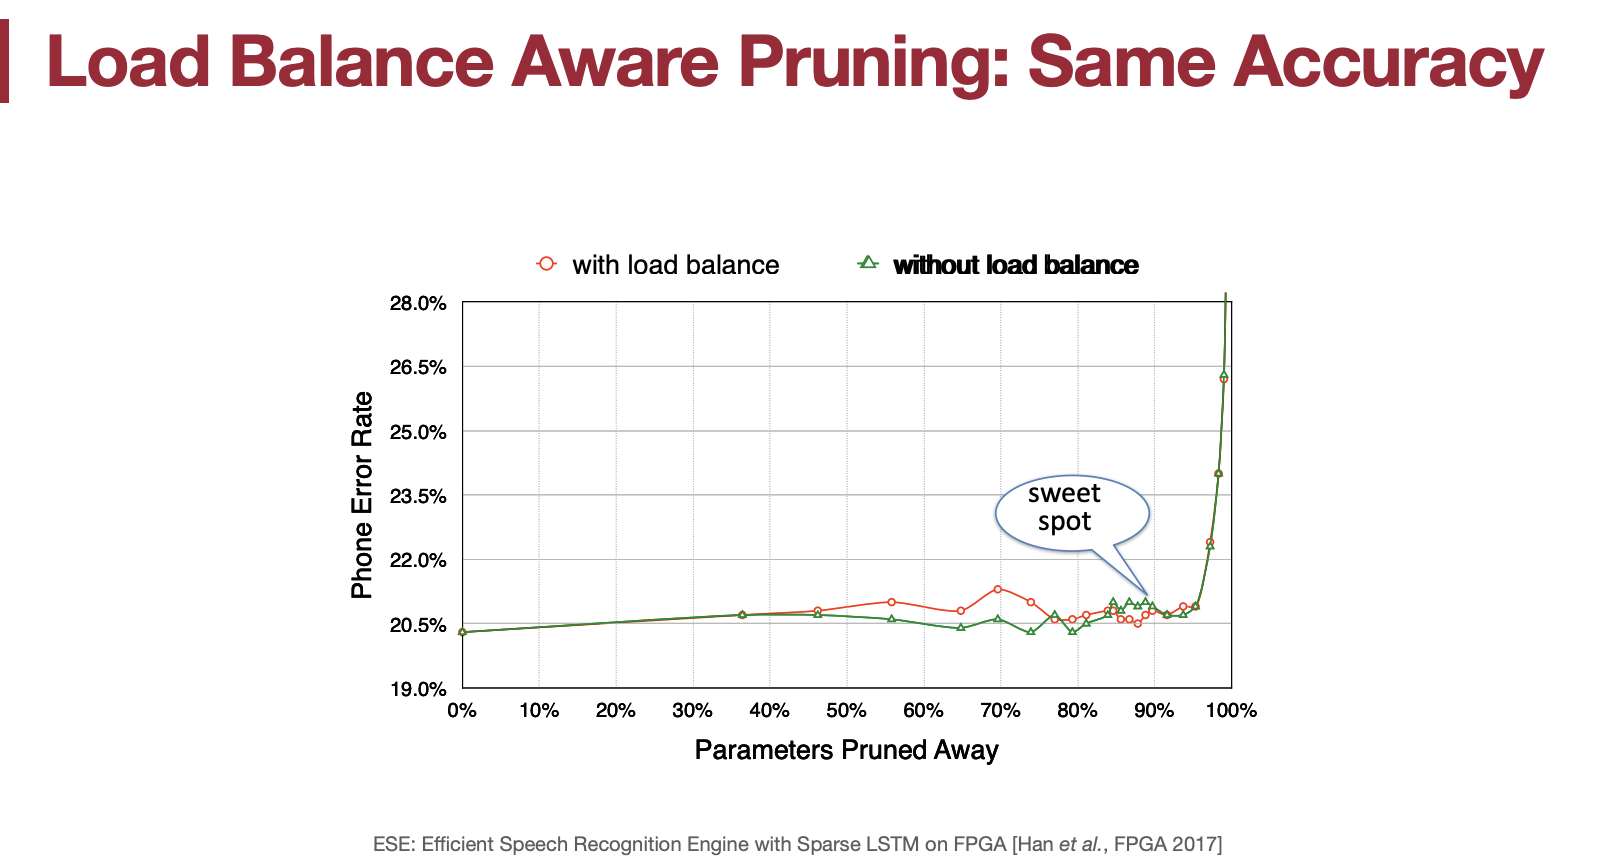 Load Balance Aware Pruning: Same Accuracy
with load balance
without load balance
28.0%
26.5%
25.0%
23.5%
22.0%
20.5%
19.0%
Phone Error Rate
sweet
spot
0%
10%
20%
30%
40%
50%
60%
70%
80%
90%
100%
Parameters Pruned Away
ESE: Efficient Speech Recognition Engine with Sparse LSTM on FPGA [Han et al., FPGA 2017]